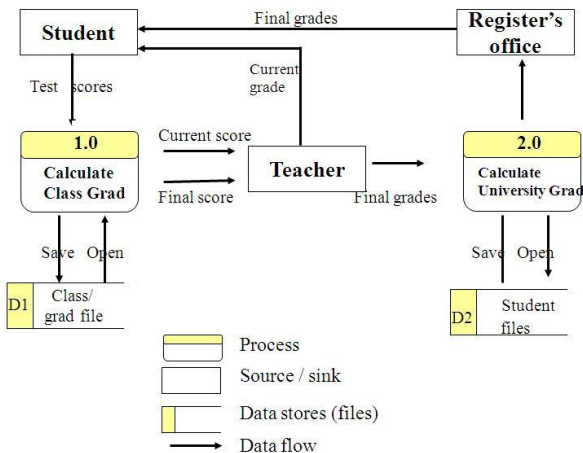 Final grades
Student
Register's
office
Current
grade
Test scores
1.0
Calculate
Class Grad
Current score
Final score
Teacher
Final grades
2.0
Calculate
University Grad
Save Open
D1
Class/
grad file
Save Open
D2
Student
files
Process
Source / sink
Data stores (files)
Data flow